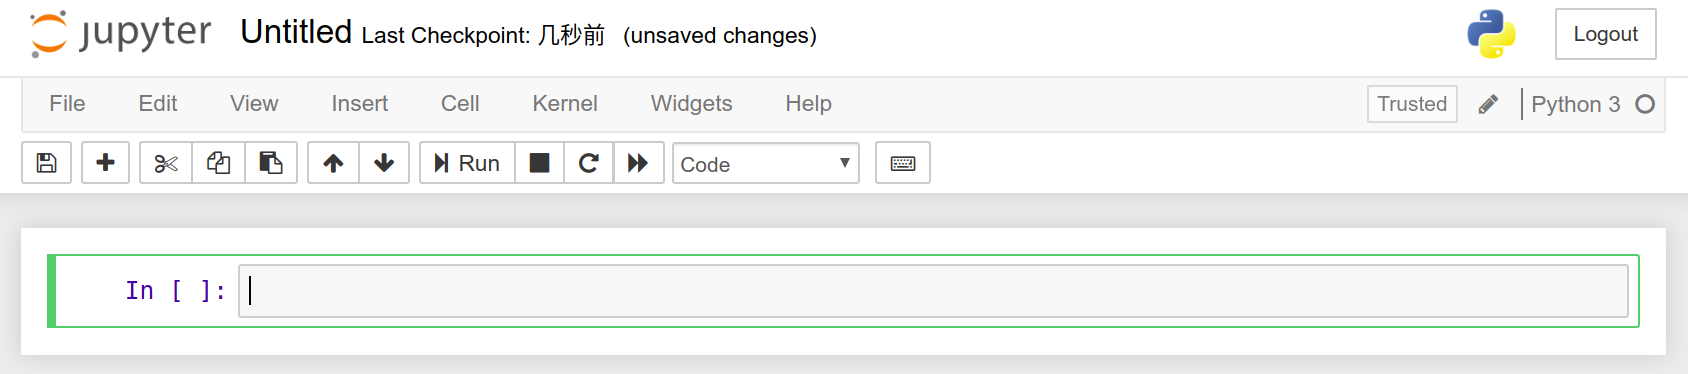 jupyter Untitled Last Checkpoint: 几秒前 (unsaved changes) Logout
File Edit View Insert Cell Kernel Widgets Help Trusted Python 3
Run Code
In [ ]: